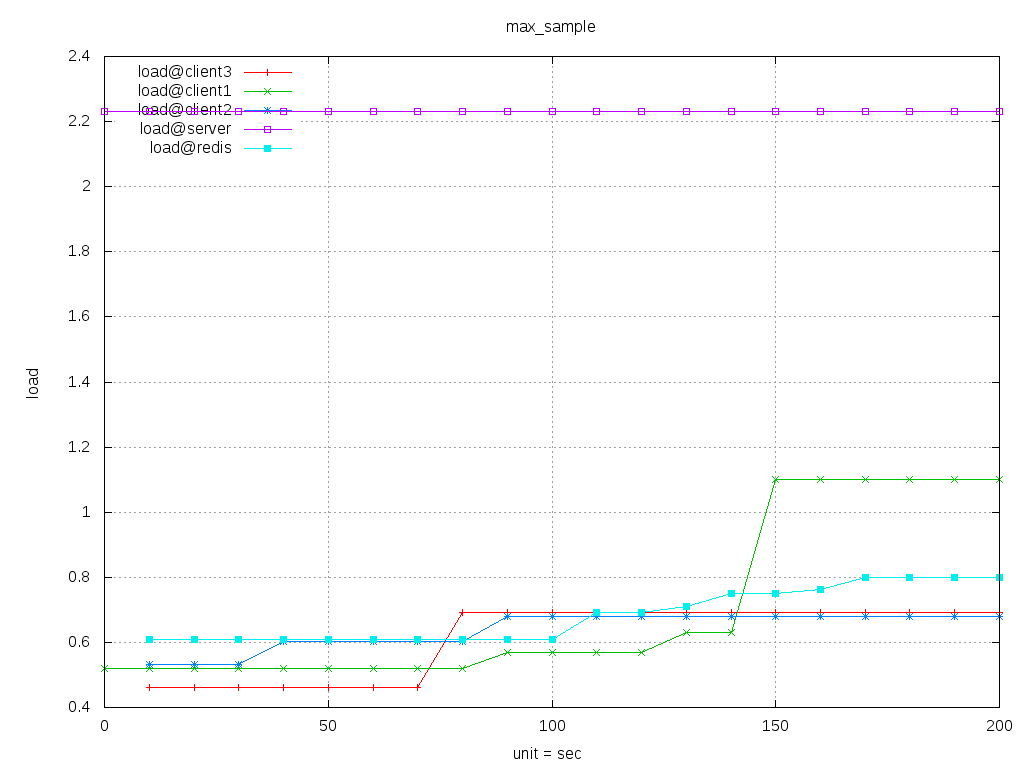 max_sample
2.4
2.2
2
1.8
1.6
1.4
1.2
1
0.8
0.6
0.4
load
load@client3
load@client1
load@client2
load@server
load@redis
0 50 100 150 200
unit = sec